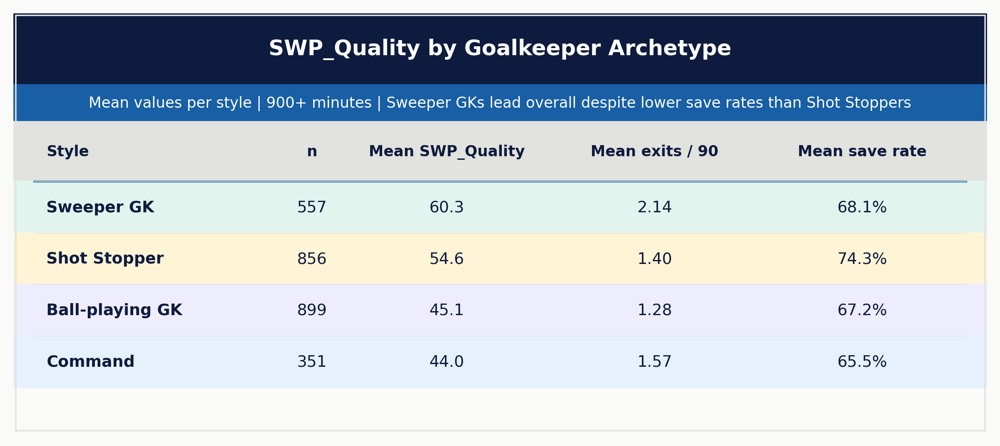 SWP_Quality by Goalkeeper Archetype
Mean values per style | 900+ minutes | Sweeper GKs lead overall despite lower save rates than Shot Stoppers
Style n Mean SWP_Quality Mean exits / 90 Mean save rate
Sweeper GK 557 60.3 2.14 68.1%
Shot Stopper 856 54.6 1.40 74.3%
Ball-playing GK 899 45.1 1.28 67.2%
Command 351 44.0 1.57 65.5%